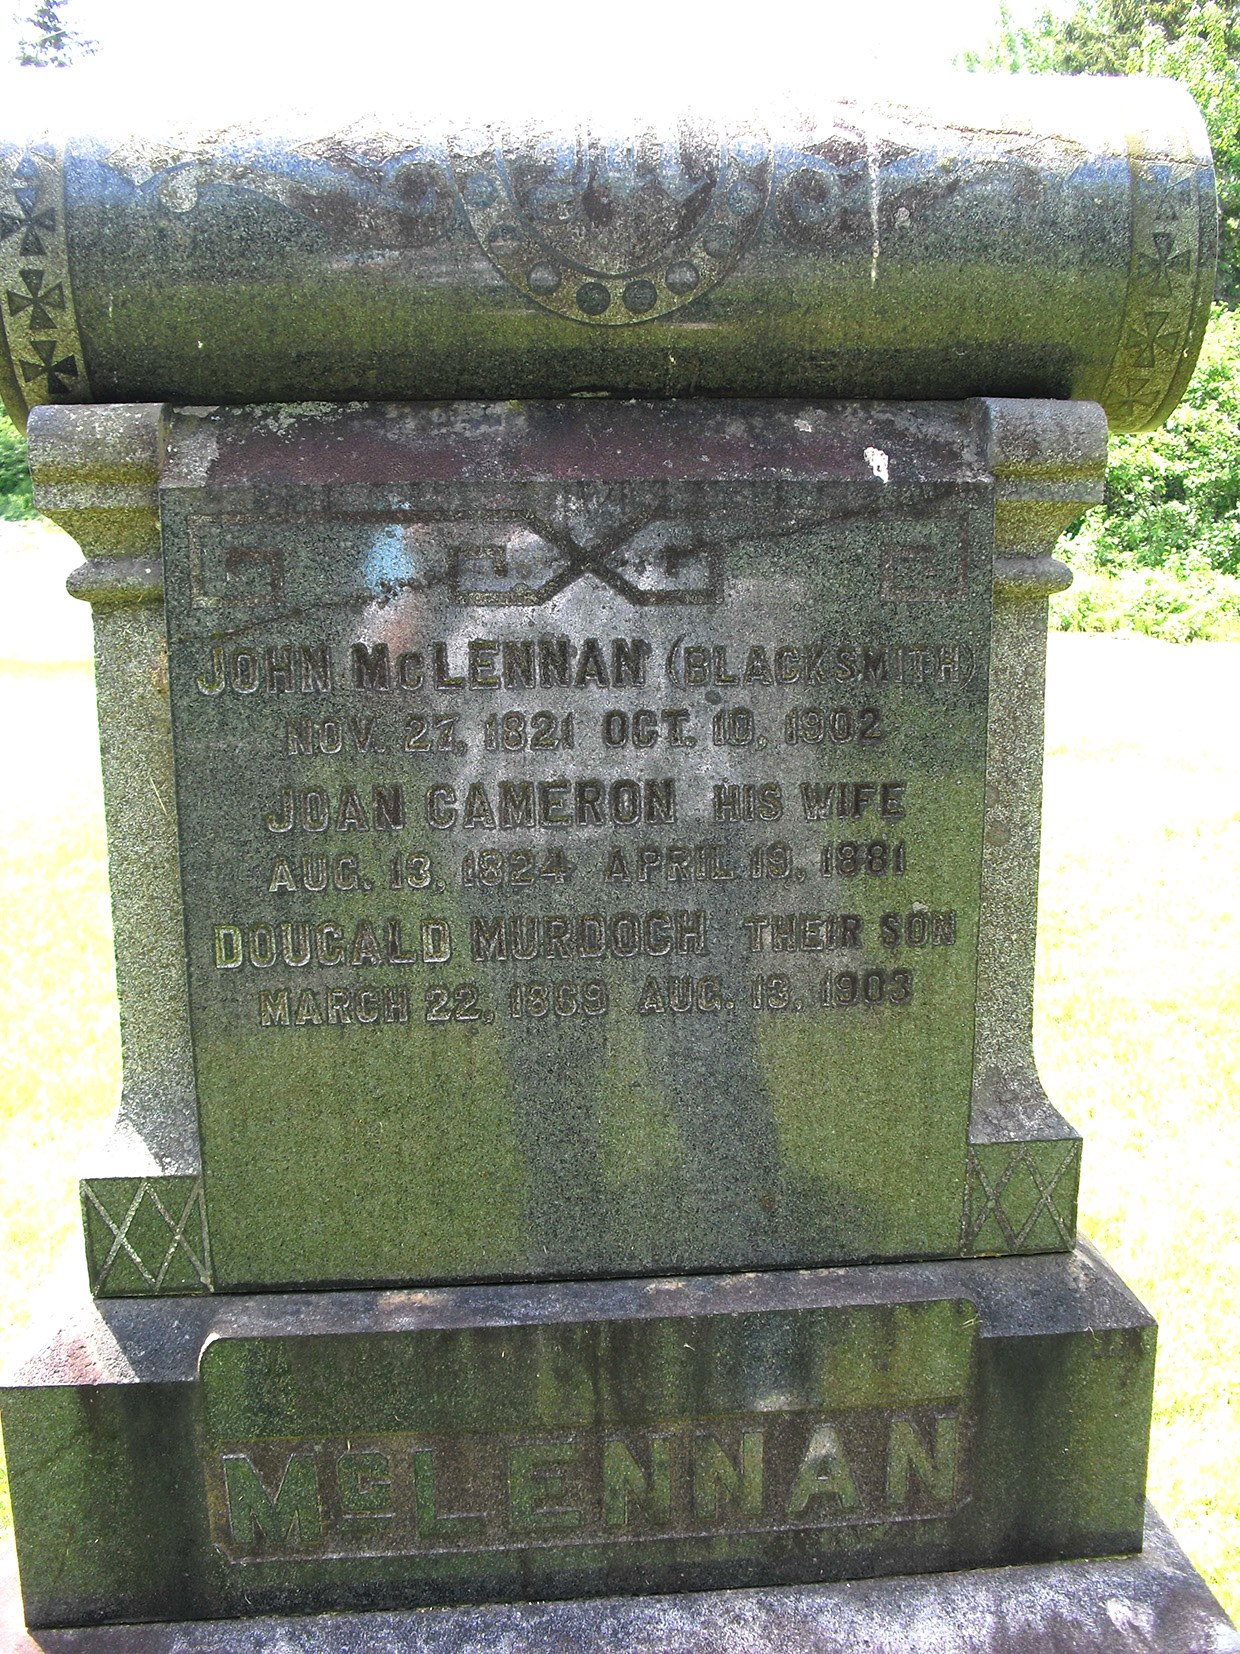 JOHN McLENNAN (BLACKSMITH)
NOV. 27, 1821 OCT. 10, 1902
JOAN CAMERON HIS WIFE
AUG. 13, 1824 APRIL 19, 1881
DOUGALD MURDOCH THEIR SON
MARCH 22, 1869 AUG. 13, 1903
McLENNAN